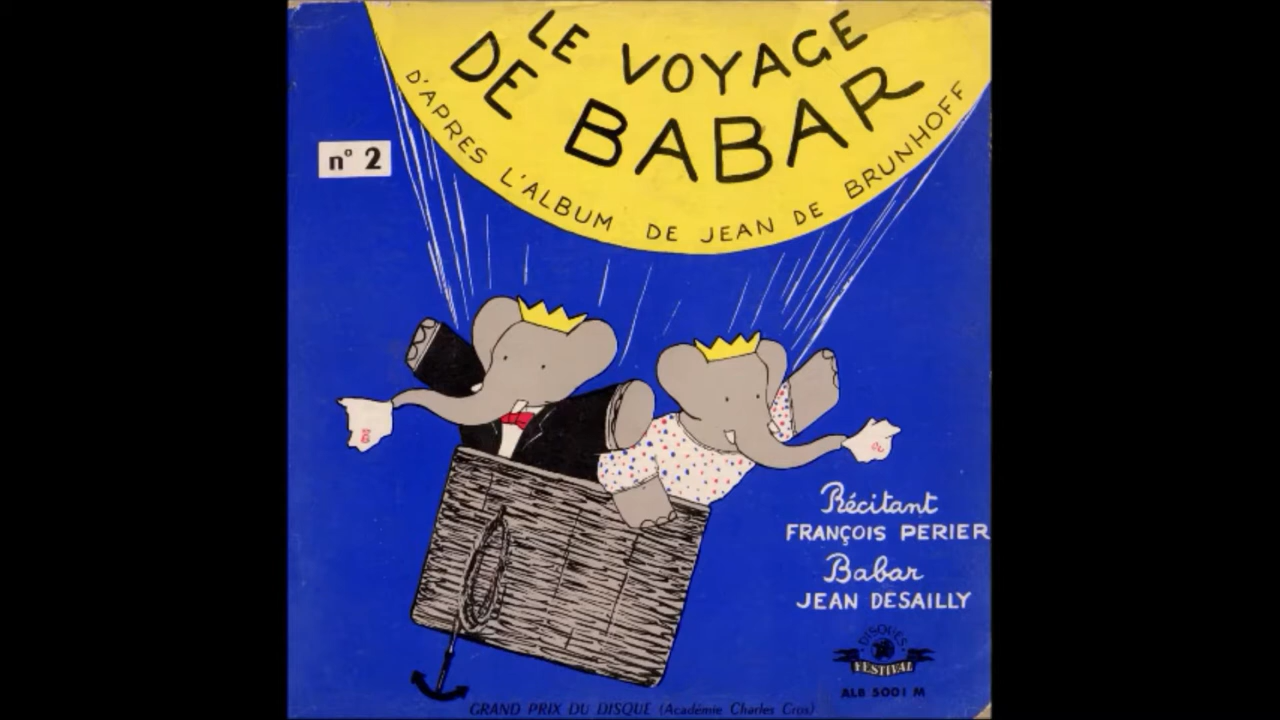 LE VOYAGE
DE BABAR
D'APRES L'ALBUM DE JEAN DE BRUNHOFF
nº 2
Récitant
FRANÇOIS PERIER
Babar
JEAN DESAILLY
DISQUES
FESTIVAL
ALB 5001 M
GRAND PRIX DU DISQUE (Académie Charles Cros)